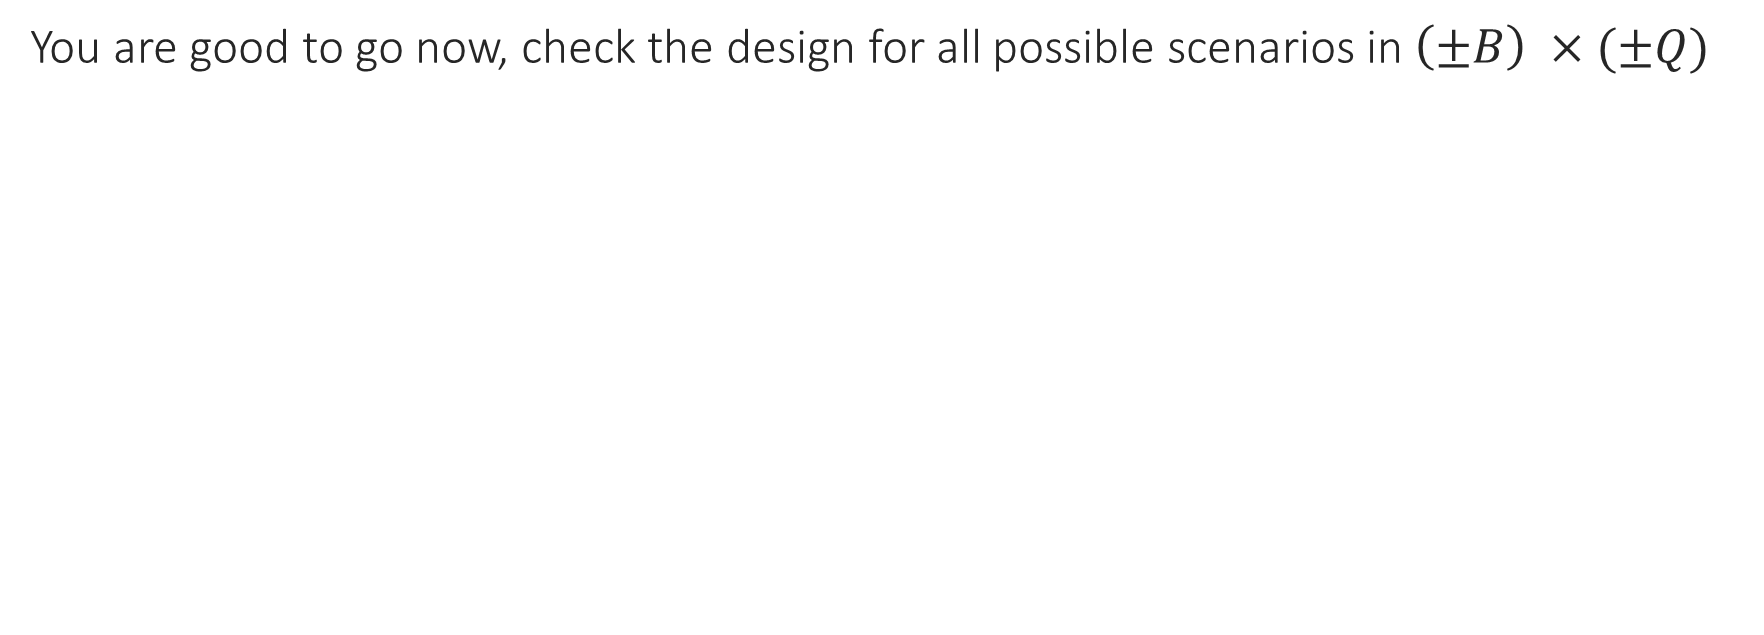 You are good to go now, check the design for all possible scenarios in (±B) × (±Q)